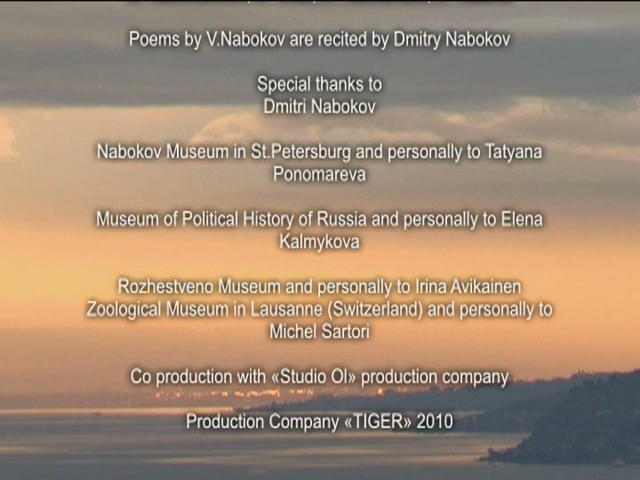 Poems by V.Nabokov are recited by Dmitry Nabokov
Special thanks to
Dmitri Nabokov
Nabokov Museum in St.Petersburg and personally to Tatyana
Ponomareva
Museum of Political History of Russia and personally to Elena
Kalmykova
Rozhestveno Museum and personally to Irina Avikainen
Zoological Museum in Lausanne (Switzerland) and personally to
Michel Sartori
Co production with «Studio Ol» production company
Production Company «TIGER» 2010